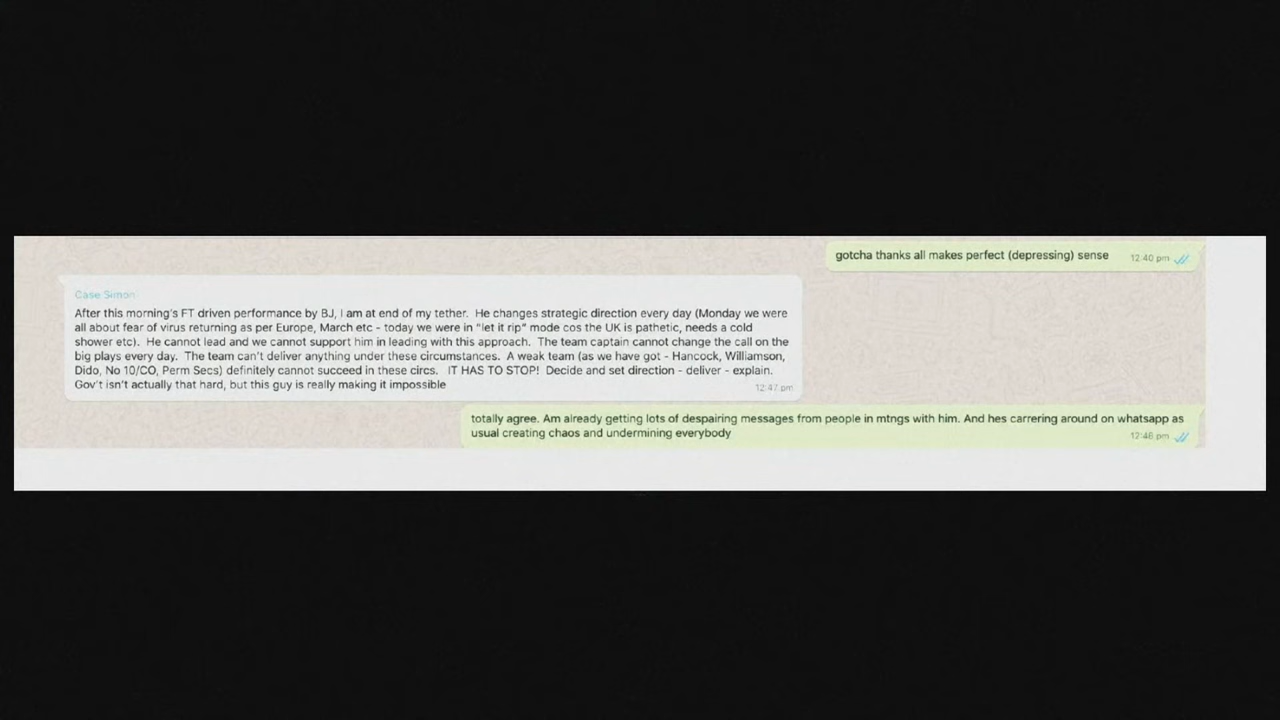 gotcha thanks all makes perfect (depressing) sense
12:40 pm
Case Simon
After this morning's FT driven performance by BJ, I am at end of my tether. He changes strategic direction every day (Monday we were
all about fear of virus returning as per Europe, March etc - today we were in "let it rip" mode cos the UK is pathetic, needs a cold
shower etc). He cannot lead and we cannot support him in leading with this approach. The team captain cannot change the call on the
big plays every day. The team can't deliver anything under these circumstances. A weak team (as we have got - Hancock, Williamson,
Dido, No 10/CO, Perm Secs) definitely cannot succeed in these circs. IT HAS TO STOP! Decide and set direction - deliver - explain.
Gov't isn't actually that hard, but this guy is really making it impossible
12:47 pm
totally agree. Am already getting lots of despairing messages from people in mtngs with him. And hes carrering around on whatsapp as
usual creating chaos and undermining everybody
12:48 pm